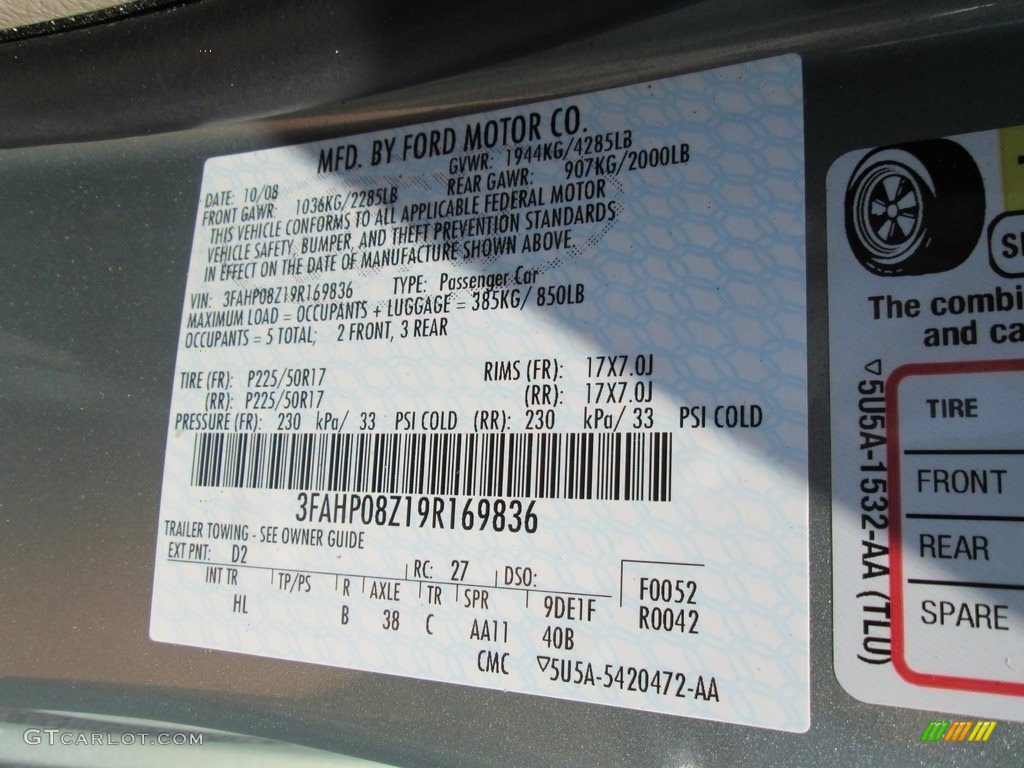 MFD. BY FORD MOTOR CO.
DATE: 10/08 GVWR: 1944KG/4285LB
FRONT GAWR: 1036KG/2285LB REAR GAWR: 907KG/2000LB
THIS VEHICLE CONFORMS TO ALL APPLICABLE FEDERAL MOTOR
VEHICLE SAFETY, BUMPER, AND THEFT PREVENTION STANDARDS
IN EFFECT ON THE DATE OF MANUFACTURE SHOWN ABOVE.
VIN: 3FAHP08Z19R169836 TYPE: Passenger Car
MAXIMUM LOAD = OCCUPANTS + LUGGAGE = 385KG/ 850LB
OCCUPANTS = 5 TOTAL; 2 FRONT, 3 REAR
TIRE (FR): P225/50R17 RIMS (FR): 17X7.0J
(RR): P225/50R17 (RR): 17X7.0J
PRESSURE (FR): 230 kPa/ 33 PSI COLD (RR): 230 kPa/ 33 PSI COLD
3FAHP08Z19R169836
TRAILER TOWING - SEE OWNER GUIDE
EXT PNT: D2 RC: 27 DSO: F0052
INT TR TP/PS R AXLE TR SPR 9DE1F R0042
HL B 38 C AA11 40B
CMC ▽5U5A-5420472-AA
The combi
and ca
▽5U5A-1532-AA (TLU)
TIRE
FRONT
REAR
SPARE
GTCARLOT.COM